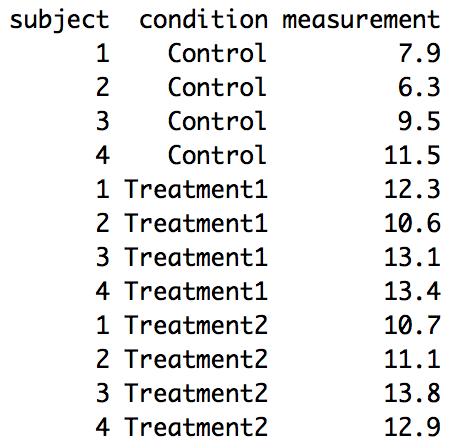 subject condition measurement
1 Control 7.9
2 Control 6.3
3 Control 9.5
4 Control 11.5
1 Treatment1 12.3
2 Treatment1 10.6
3 Treatment1 13.1
4 Treatment1 13.4
1 Treatment2 10.7
2 Treatment2 11.1
3 Treatment2 13.8
4 Treatment2 12.9